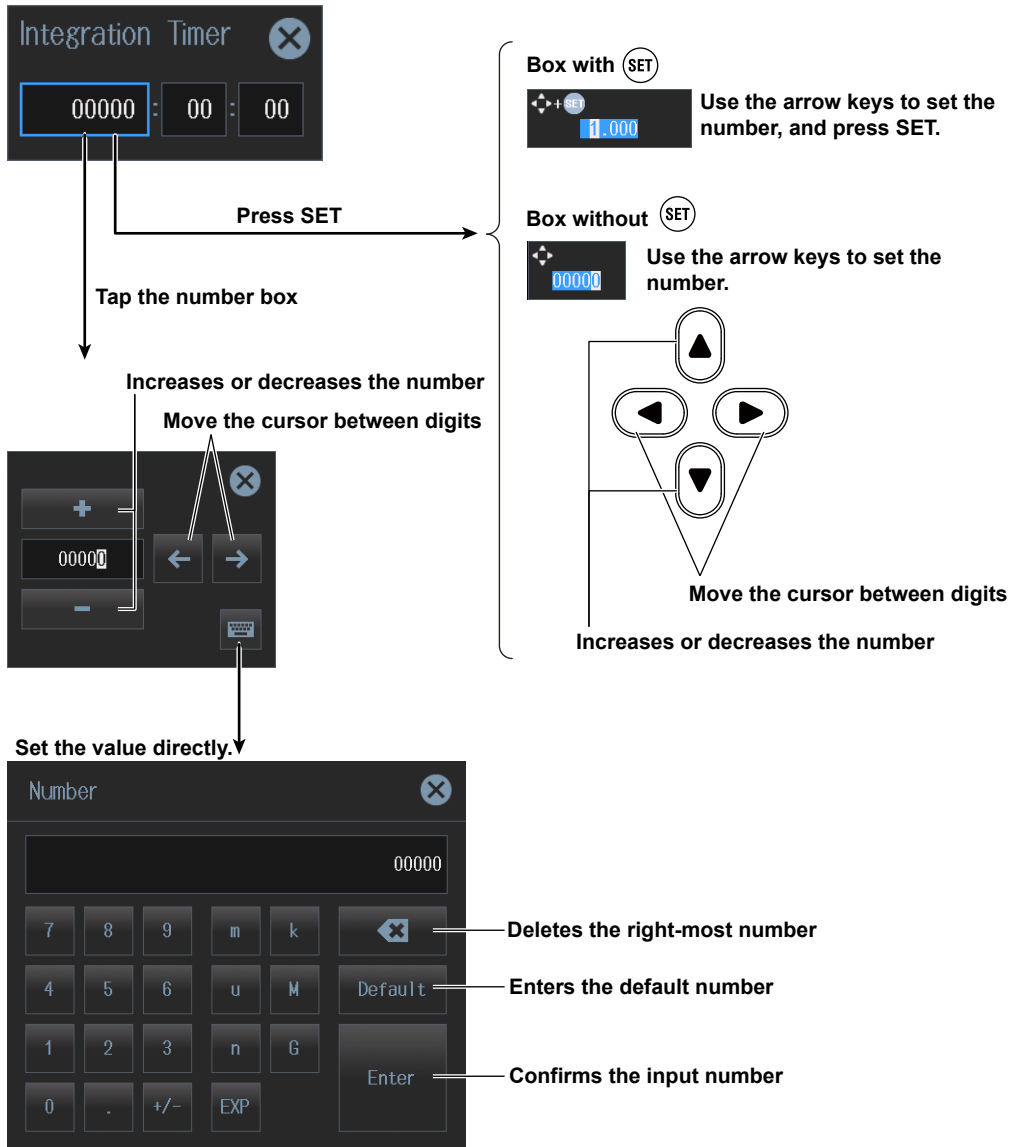 Integration Timer
00000 : 00 : 00
Press SET
Tap the number box
Box with SET
+SET
1.000
Use the arrow keys to set the
number, and press SET.
Box without SET
00000
Use the arrow keys to set the
number.
Move the cursor between digits
Increases or decreases the number
Increases or decreases the number
Move the cursor between digits
+
00000
← →
−
Set the value directly.
Number
00000
7 8 9 m k
Deletes the right-most number
4 5 6 u M Default
Enters the default number
1 2 3 n G
Enter
Confirms the input number
0 . +/- EXP